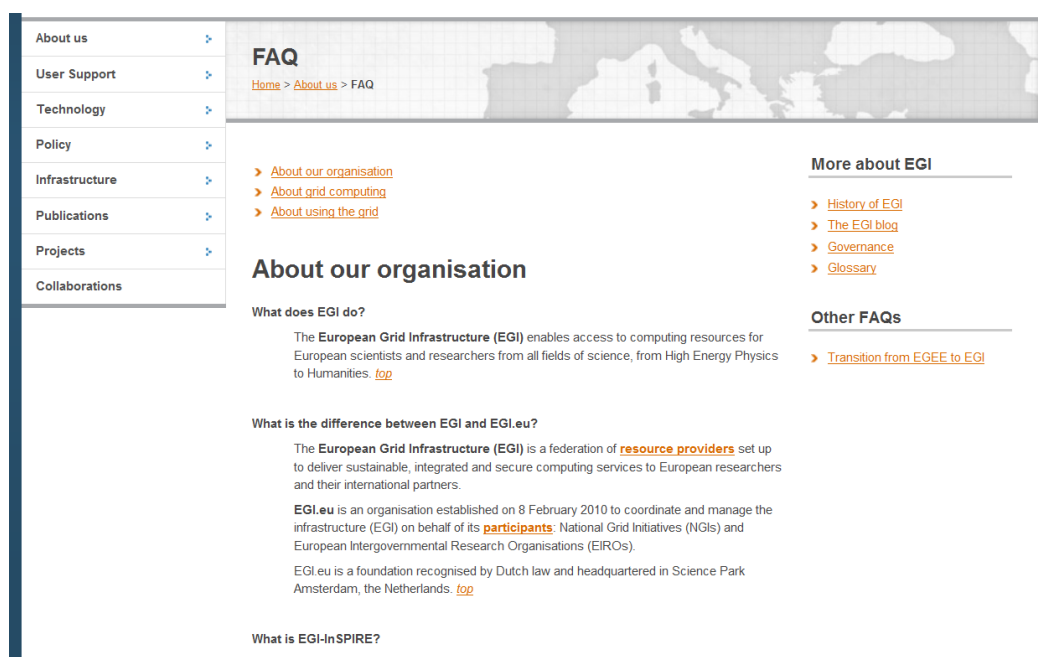 About us
User Support
Technology
Policy
Infrastructure
Publications
Projects
Collaborations
FAQ
Home > About us > FAQ
About our organisation
About grid computing
About using the grid
About our organisation
What does EGI do?
The European Grid Infrastructure (EGI) enables access to computing resources for
European scientists and researchers from all fields of science, from High Energy Physics
to Humanities. top
What is the difference between EGI and EGI.eu?
The European Grid Infrastructure (EGI) is a federation of resource providers set up
to deliver sustainable, integrated and secure computing services to European researchers
and their international partners.
EGI.eu is an organisation established on 8 February 2010 to coordinate and manage the
infrastructure (EGI) on behalf of its participants: National Grid Initiatives (NGIs) and
European Intergovernmental Research Organisations (EIROs).
EGI.eu is a foundation recognised by Dutch law and headquartered in Science Park
Amsterdam, the Netherlands. top
What is EGI-InSPIRE?
More about EGI
History of EGI
The EGI blog
Governance
Glossary
Other FAQs
Transition from EGEE to EGI